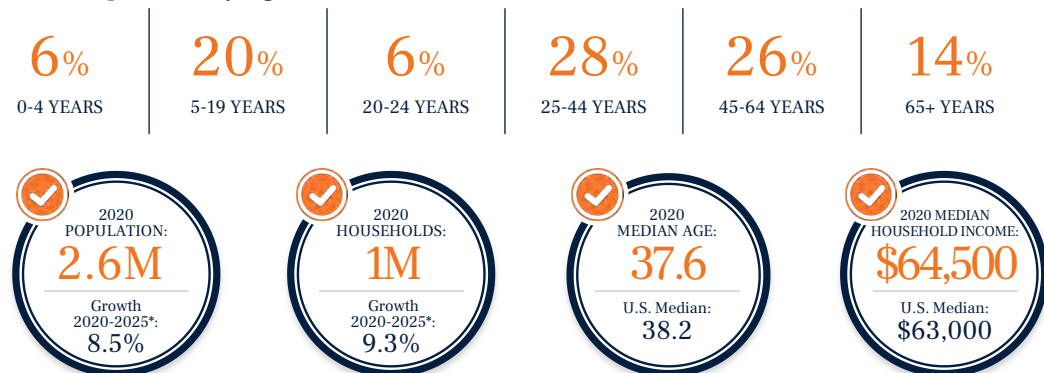 6%
20%
6%
28%
26%
14%
0-4 YEARS
5-19 YEARS
20-24 YEARS
25-44 YEARS
45-64 YEARS
65+ YEARS
2020
POPULATION:
2.6M
Growth
2020-2025*:
8.5%
2020
HOUSEHOLDS:
1M
Growth
2020-2025*:
9.3%
2020
MEDIAN AGE:
37.6
U.S. Median:
38.2
2020 MEDIAN
HOUSEHOLD INCOME:
$64,500
U.S. Median:
$63,000